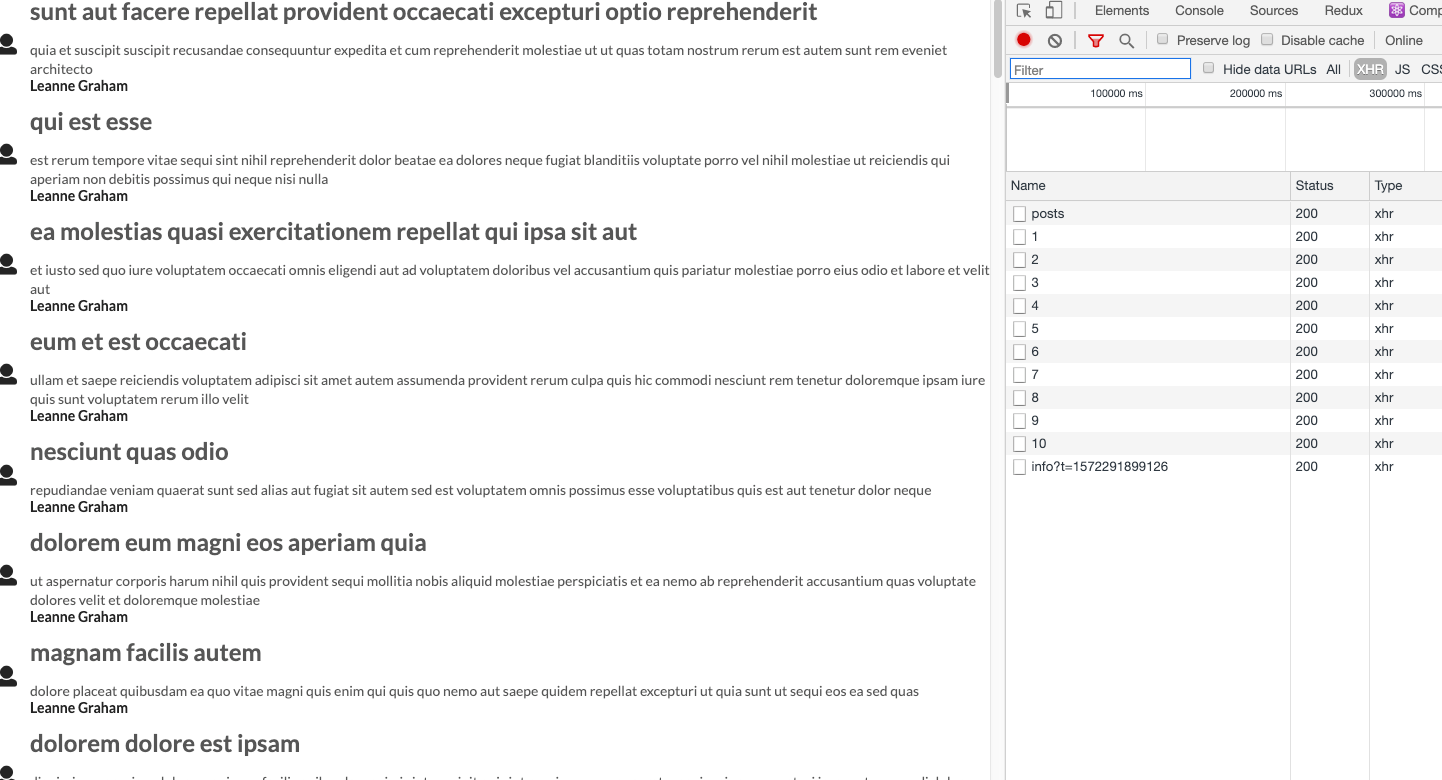 sunt aut facere repellat provident occaecati excepturi optio reprehenderit
quia et suscipit suscipit recusandae consequuntur expedita et cum reprehenderit molestiae ut ut quas totam nostrum rerum est autem sunt rem eveniet
architecto
Leanne Graham
qui est esse
est rerum tempore vitae sequi sint nihil reprehenderit dolor beatae ea dolores neque fugiat blanditiis voluptate porro vel nihil molestiae ut reiciendis qui
aperiam non debitis possimus qui neque nisi nulla
Leanne Graham
ea molestias quasi exercitationem repellat qui ipsa sit aut
et iusto sed quo iure voluptatem occaecati omnis eligendi aut ad voluptatem doloribus vel accusantium quis pariatur molestiae porro eius odio et labore et velit
aut
Leanne Graham
eum et est occaecati
ullam et saepe reiciendis voluptatem adipisci sit amet autem assumenda provident rerum culpa quis hic commodi nesciunt rem tenetur doloremque ipsam iure
quis sunt voluptatem rerum illo velit
Leanne Graham
nesciunt quas odio
repudiandae veniam quaerat sunt sed alias aut fugiat sit autem sed est voluptatem omnis possimus esse voluptatibus quis est aut tenetur dolor neque
Leanne Graham
dolorem eum magni eos aperiam quia
ut aspernatur corporis harum nihil quis provident sequi mollitia nobis aliquid molestiae perspiciatis et ea nemo ab reprehenderit accusantium quas voluptate
dolores velit et doloremque molestiae
Leanne Graham
magnam facilis autem
dolore placeat quibusdam ea quo vitae magni quis enim qui quis quo nemo aut saepe quidem repellat excepturi ut quia sunt ut sequi eos ea sed quas
Leanne Graham
dolorem dolore est ipsam
Elements Console Sources Redux Comp
Preserve log Disable cache Online
Filter Hide data URLs All XHR JS CSS
100000 ms 200000 ms 300000 ms
Name Status Type
posts 200 xhr
1 200 xhr
2 200 xhr
3 200 xhr
4 200 xhr
5 200 xhr
6 200 xhr
7 200 xhr
8 200 xhr
9 200 xhr
10 200 xhr
info?t=1572291899126 200 xhr